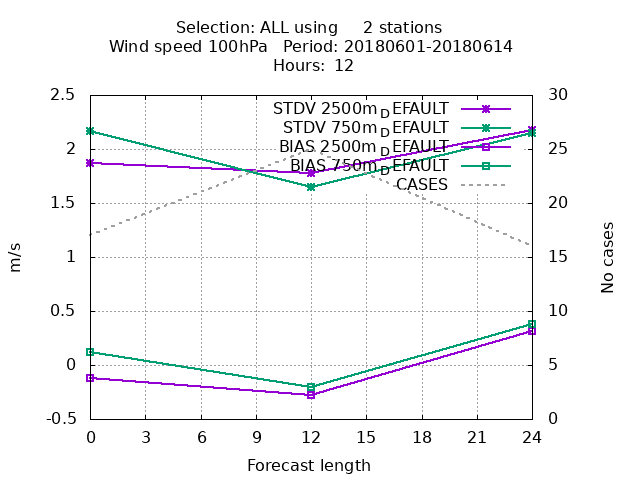 Selection: ALL using     2 stations
Wind speed 100hPa   Period: 20180601-20180614
Hours: 12
2.5
2
1.5
1
0.5
0
-0.5
m/s
STDV 2500m_DEFAULT
STDV 750m_DEFAULT
BIAS 2500m_DEFAULT
BIAS 750m_DEFAULT
CASES
30
25
20
15
10
5
0
No cases
0 3 6 9 12 15 18 21 24
Forecast length